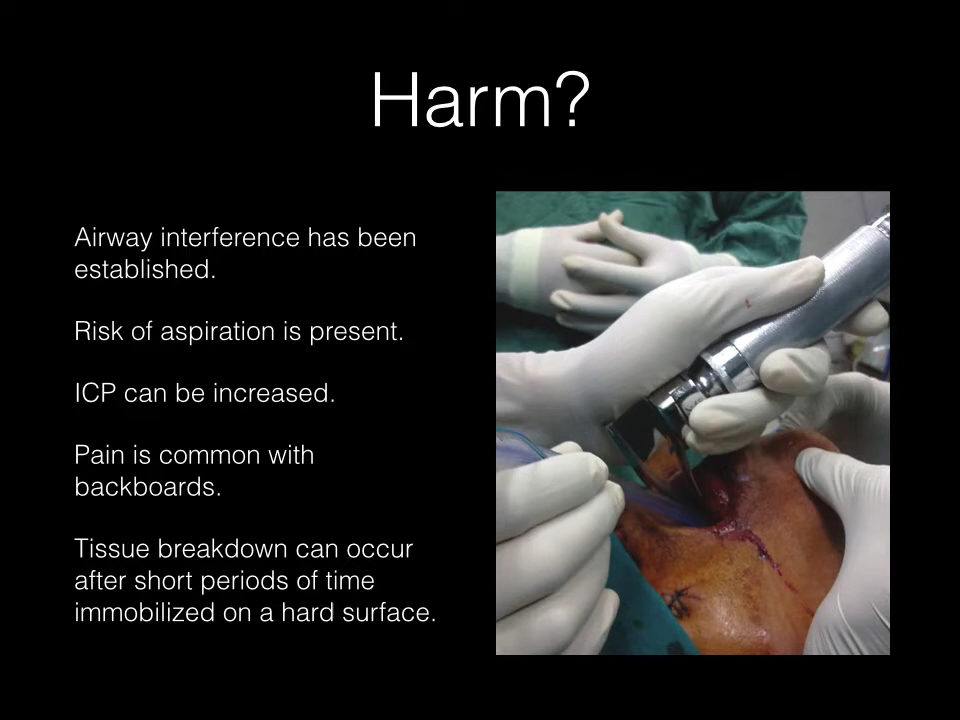 Harm?
Airway interference has been
established.
Risk of aspiration is present.
ICP can be increased.
Pain is common with
backboards.
Tissue breakdown can occur
after short periods of time
immobilized on a hard surface.